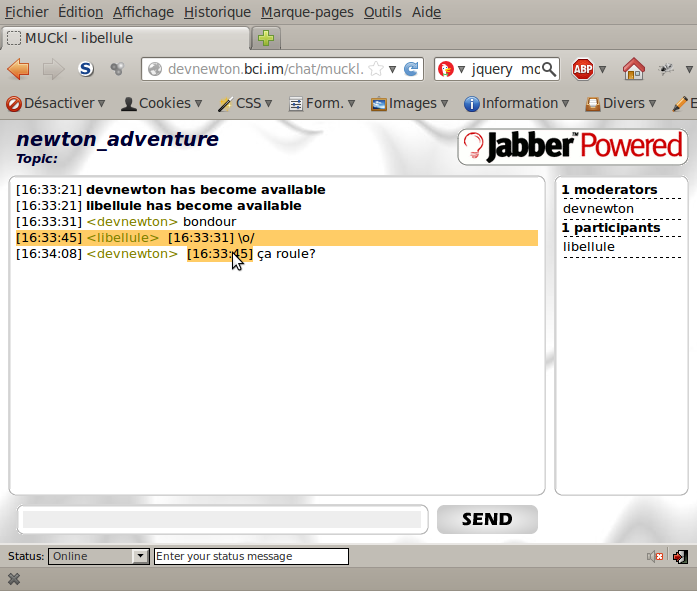 Fichier Édition Affichage Historique Marque-pages Outils Aide
MUCkl - libellule
S devnewton.bci.im/chat/muckl. jquery mc ABP
Désactiver Cookies CSS Form. Images Information Divers E
newton_adventure
Topic:
Jabber™ Powered
[16:33:21] devnewton has become available
[16:33:21] libellule has become available
[16:33:31] <devnewton> bondour
[16:33:45] <libellule> [16:33:31] \o/
[16:34:08] <devnewton> [16:33:45] ça roule?
1 moderators
devnewton
1 participants
libellule
SEND
Status: Online Enter your status message